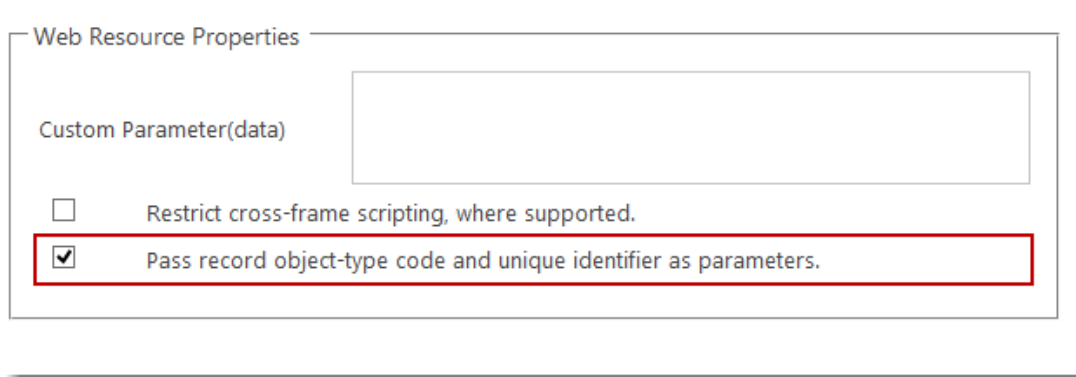 Web Resource Properties
Custom Parameter(data)
Restrict cross-frame scripting, where supported.
Pass record object-type code and unique identifier as parameters.